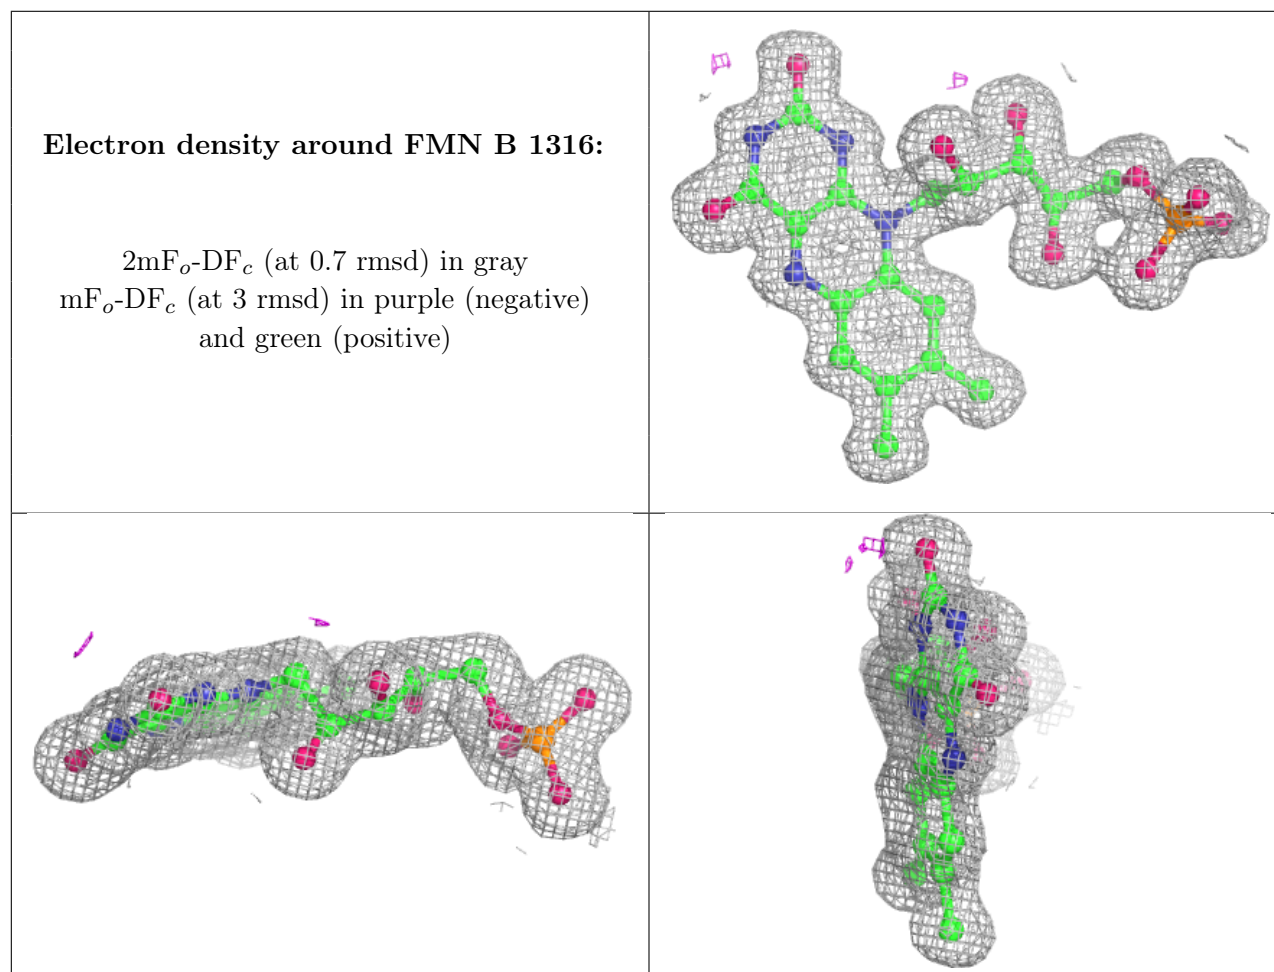 Electron density around FMN B 1316:
2mFo-DFc (at 0.7 rmsd) in gray
mFo-DFc (at 3 rmsd) in purple (negative)
and green (positive)